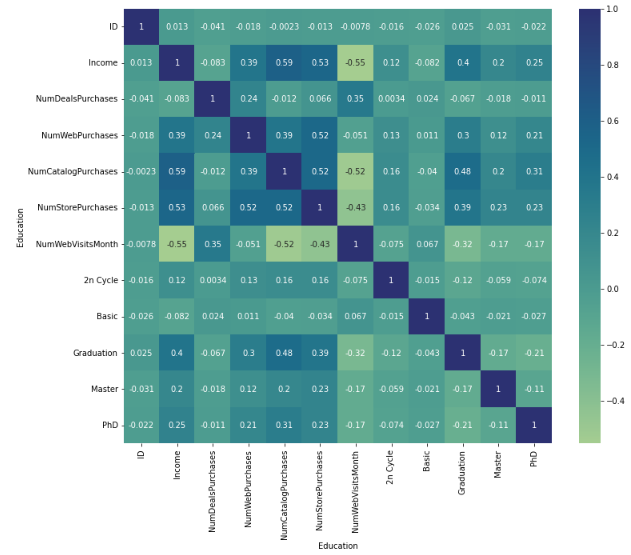 ID 1 0.013 -0.041 -0.018 -0.0023 -0.013 -0.0078 -0.016 -0.026 0.025 -0.031 -0.022
Income 0.013 1 -0.083 0.39 0.59 0.53 -0.55 0.12 -0.082 0.4 0.2 0.25
NumDealsPurchases -0.041 -0.083 1 0.24 -0.012 0.066 0.35 0.0034 0.024 -0.067 -0.018 -0.011
NumWebPurchases -0.018 0.39 0.24 1 0.39 0.52 -0.051 0.13 0.011 0.3 0.12 0.21
NumCatalogPurchases -0.0023 0.59 -0.012 0.39 1 0.52 -0.52 0.16 -0.04 0.48 0.2 0.31
NumStorePurchases -0.013 0.53 0.066 0.52 0.52 1 -0.43 0.16 -0.034 0.39 0.23 0.23
NumWebVisitsMonth -0.0078 -0.55 0.35 -0.051 -0.52 -0.43 1 -0.075 0.067 -0.32 -0.17 -0.17
2n Cycle -0.016 0.12 0.0034 0.13 0.16 0.16 -0.075 1 -0.015 -0.12 -0.059 -0.074
Basic -0.026 -0.082 0.024 0.011 -0.04 -0.034 0.067 -0.015 1 -0.043 -0.021 -0.027
Graduation 0.025 0.4 -0.067 0.3 0.48 0.39 -0.32 -0.12 -0.043 1 -0.17 -0.21
Master -0.031 0.2 -0.018 0.12 0.2 0.23 -0.17 -0.059 -0.021 -0.17 1 -0.11
PhD -0.022 0.25 -0.011 0.21 0.31 0.23 -0.17 -0.074 -0.027 -0.21 -0.11 1
Education
ID
Income
NumDealsPurchases
NumWebPurchases
NumCatalogPurchases
NumStorePurchases
NumWebVisitsMonth
2n Cycle
Basic
Graduation
Master
PhD
Education
1.0
0.8
0.6
0.4
0.2
0.0
−0.2
−0.4